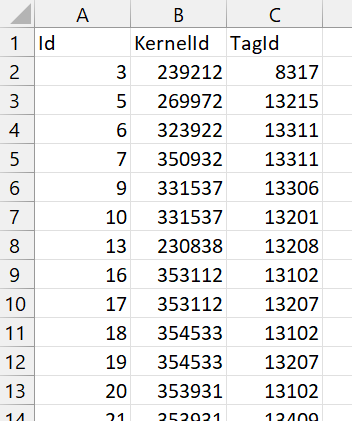 A B C
1 Id KernelId TagId
2 3 239212 8317
3 5 269972 13215
4 6 323922 13311
5 7 350932 13311
6 9 331537 13306
7 10 331537 13201
8 13 230838 13208
9 16 353112 13102
10 17 353112 13207
11 18 354533 13102
12 19 354533 13207
13 20 353931 13102
14 21 353931 13409